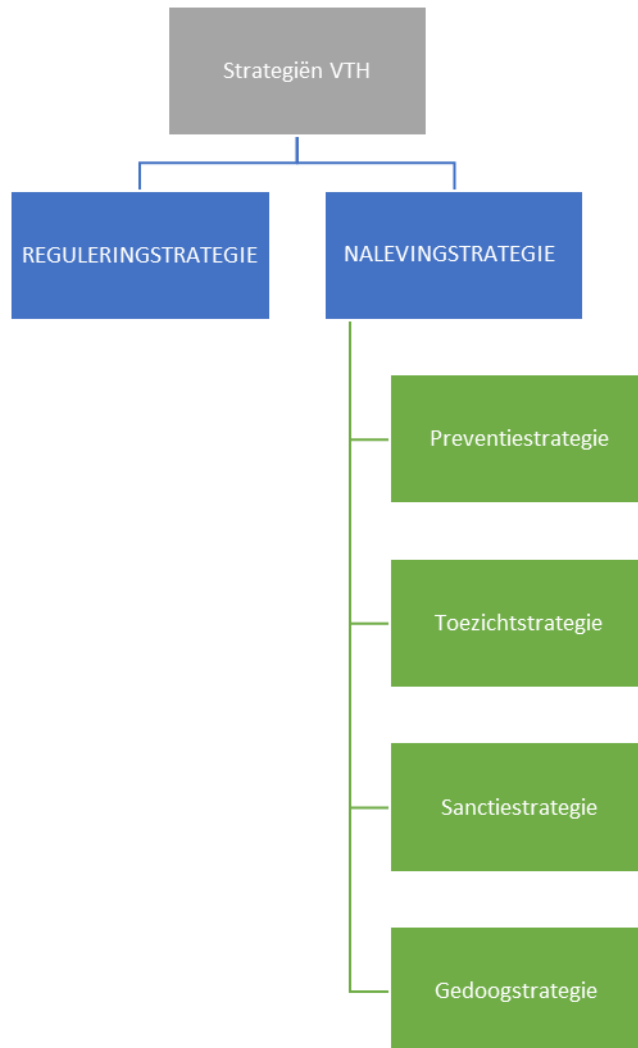 Strategiën VTH
REGULERINGSTRATEGIE
NALEVINGSTRATEGIE
Preventiestrategie
Toezichtstrategie
Sanctiestrategie
Gedoogstrategie